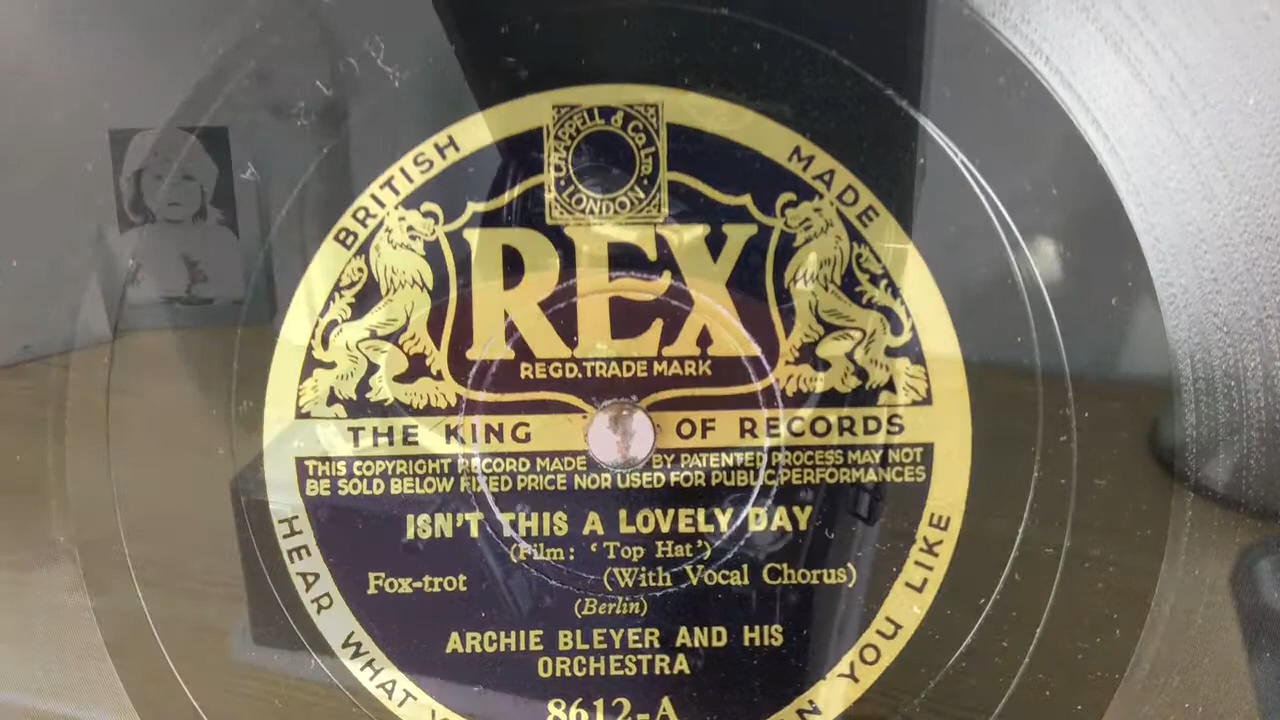 CHAPPELL & Co. LTD.
LONDON
BRITISH MADE
REX
REGD. TRADE MARK
THE KING OF RECORDS
THIS COPYRIGHT RECORD MADE BY PATENTED PROCESS MAY NOT
BE SOLD BELOW FIXED PRICE NOR USED FOR PUBLIC PERFORMANCES
ISN'T THIS A LOVELY DAY
(Film: 'Top Hat')
Fox-trot (With Vocal Chorus)
(Berlin)
ARCHIE BLEYER AND HIS
ORCHESTRA
8612-A
HEAR WHAT YOU LIKE